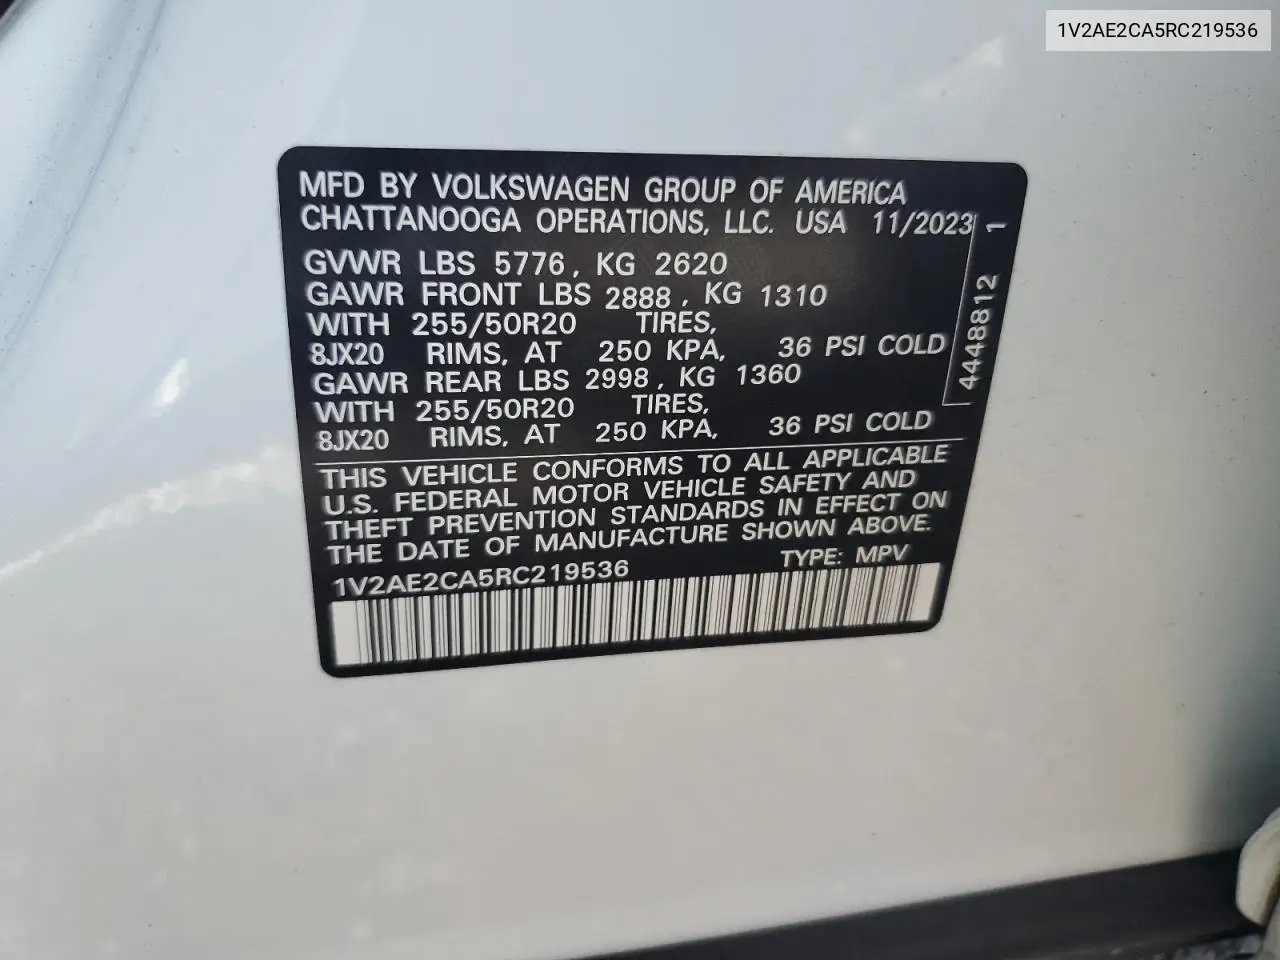 1V2AE2CA5RC219536
MFD BY VOLKSWAGEN GROUP OF AMERICA
CHATTANOOGA OPERATIONS, LLC. USA 11/2023
GVWR LBS 5776, KG 2620
GAWR FRONT LBS 2888, KG 1310
WITH 255/50R20 TIRES,
8JX20 RIMS, AT 250 KPA, 36 PSI COLD
GAWR REAR LBS 2998, KG 1360
WITH 255/50R20 TIRES,
8JX20 RIMS, AT 250 KPA, 36 PSI COLD
4448812 1
THIS VEHICLE CONFORMS TO ALL APPLICABLE
U.S. FEDERAL MOTOR VEHICLE SAFETY AND
THEFT PREVENTION STANDARDS IN EFFECT ON
THE DATE OF MANUFACTURE SHOWN ABOVE.
1V2AE2CA5RC219536 TYPE: MPV